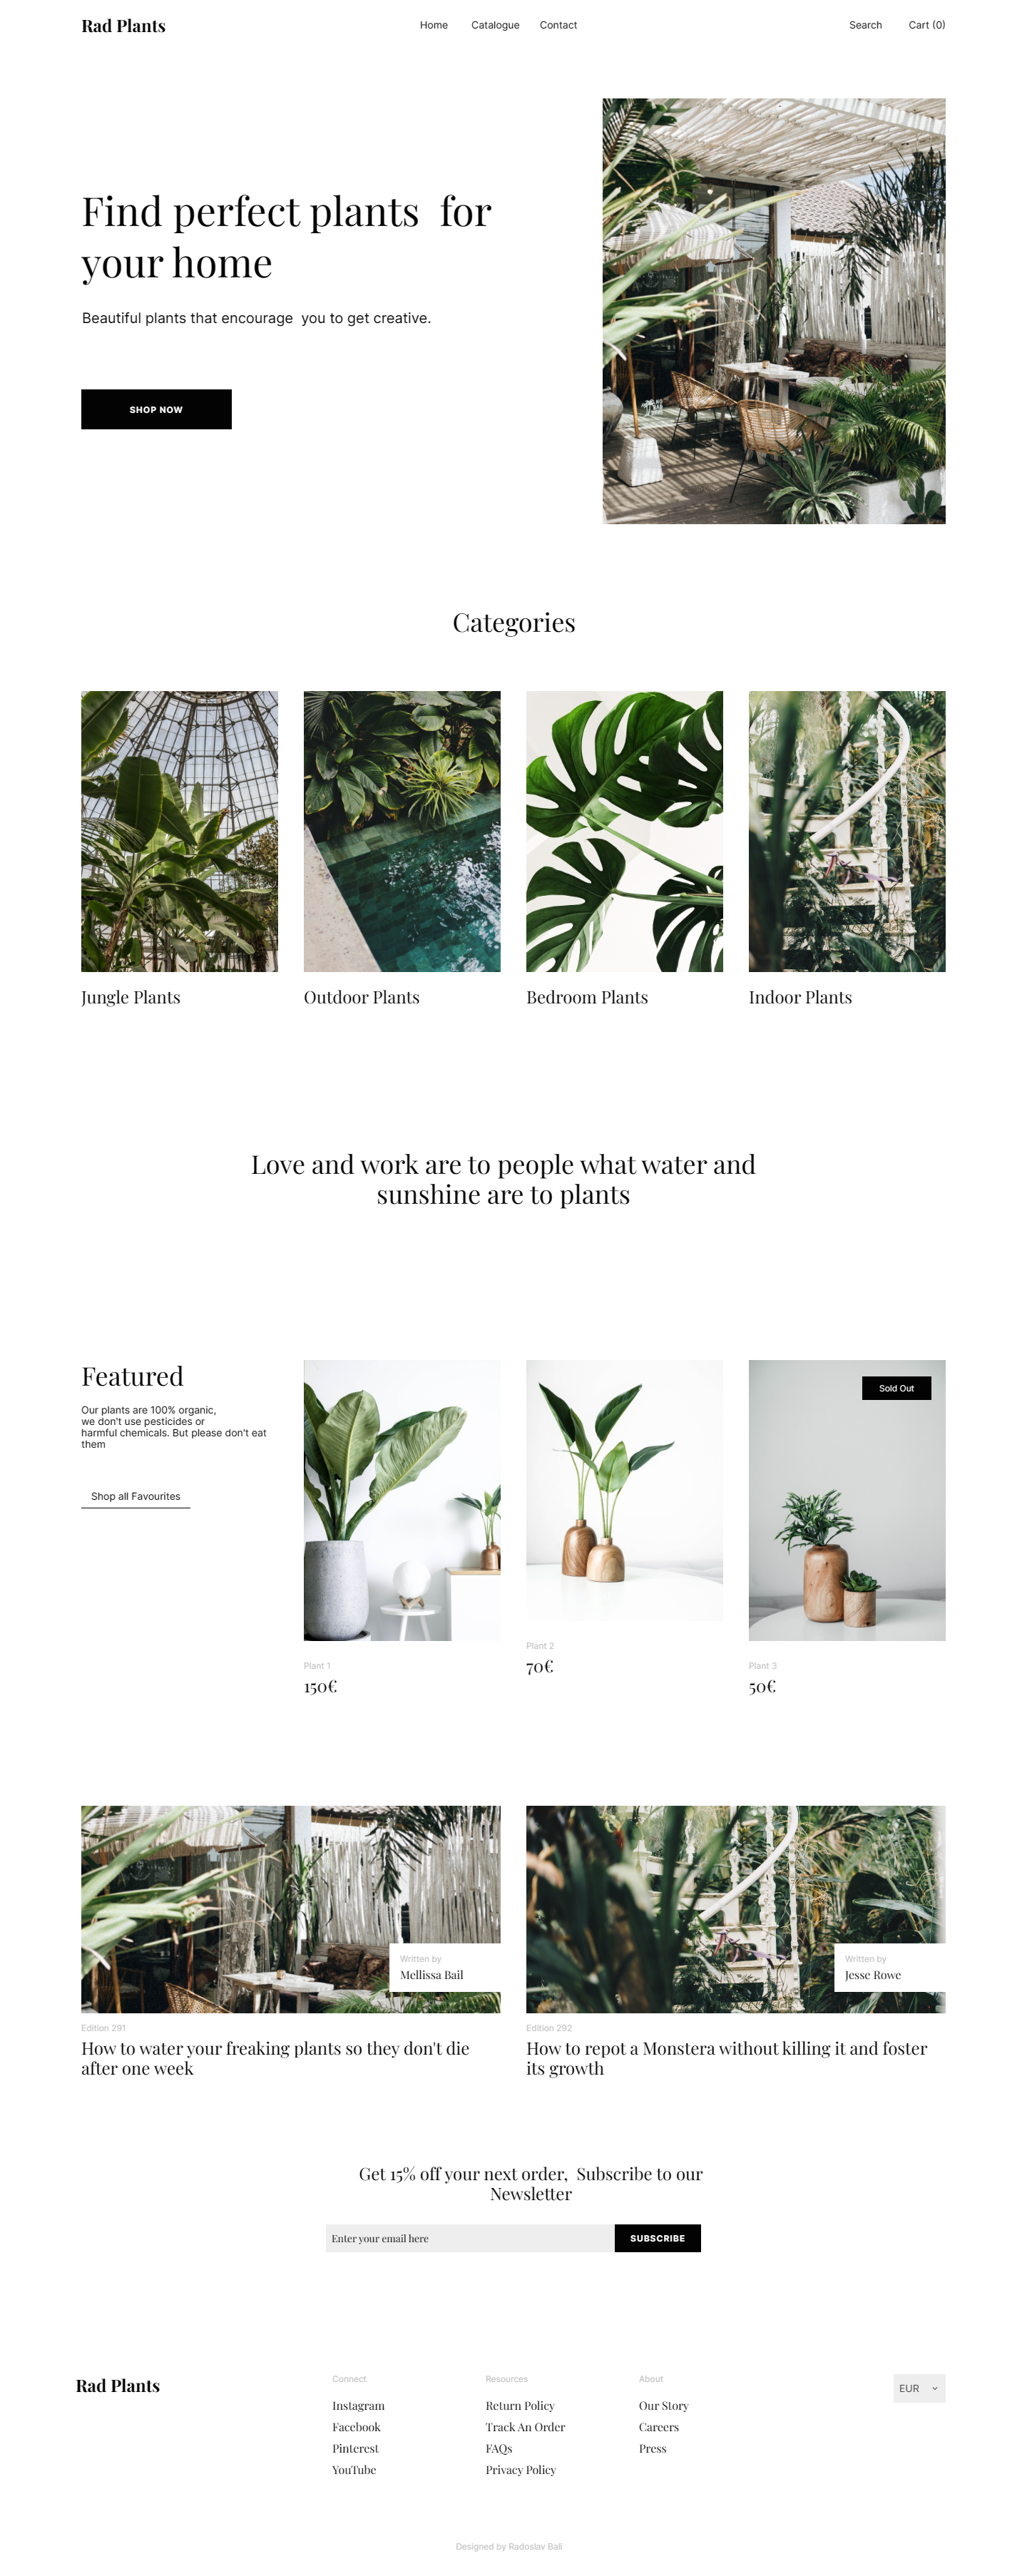 Rad Plants
Home
Catalogue
Contact
Search
Cart (0)
Find perfect plants  for
your home
Beautiful plants that encourage  you to get creative.
SHOP NOW
Categories
Jungle Plants
Outdoor Plants
Bedroom Plants
Indoor Plants
Love and work are to people what water and
sunshine are to plants
Featured
Our plants are 100% organic,
we don't use pesticides or
harmful chemicals. But please don't eat
them
Shop all Favourites
Plant 1
150€
Plant 2
70€
Sold Out
Plant 3
50€
Written by
Mellissa Bail
Edition 291
How to water your freaking plants so they don't die
after one week
Written by
Jesse Rowe
Edition 292
How to repot a Monstera without killing it and foster
its growth
Get 15% off your next order,  Subscribe to our
Newsletter
Enter your email here
SUBSCRIBE
Rad Plants
Connect
Instagram
Facebook
Pinterest
YouTube
Resources
Return Policy
Track An Order
FAQs
Privacy Policy
About
Our Story
Careers
Press
EUR
Designed by Radoslav Bali